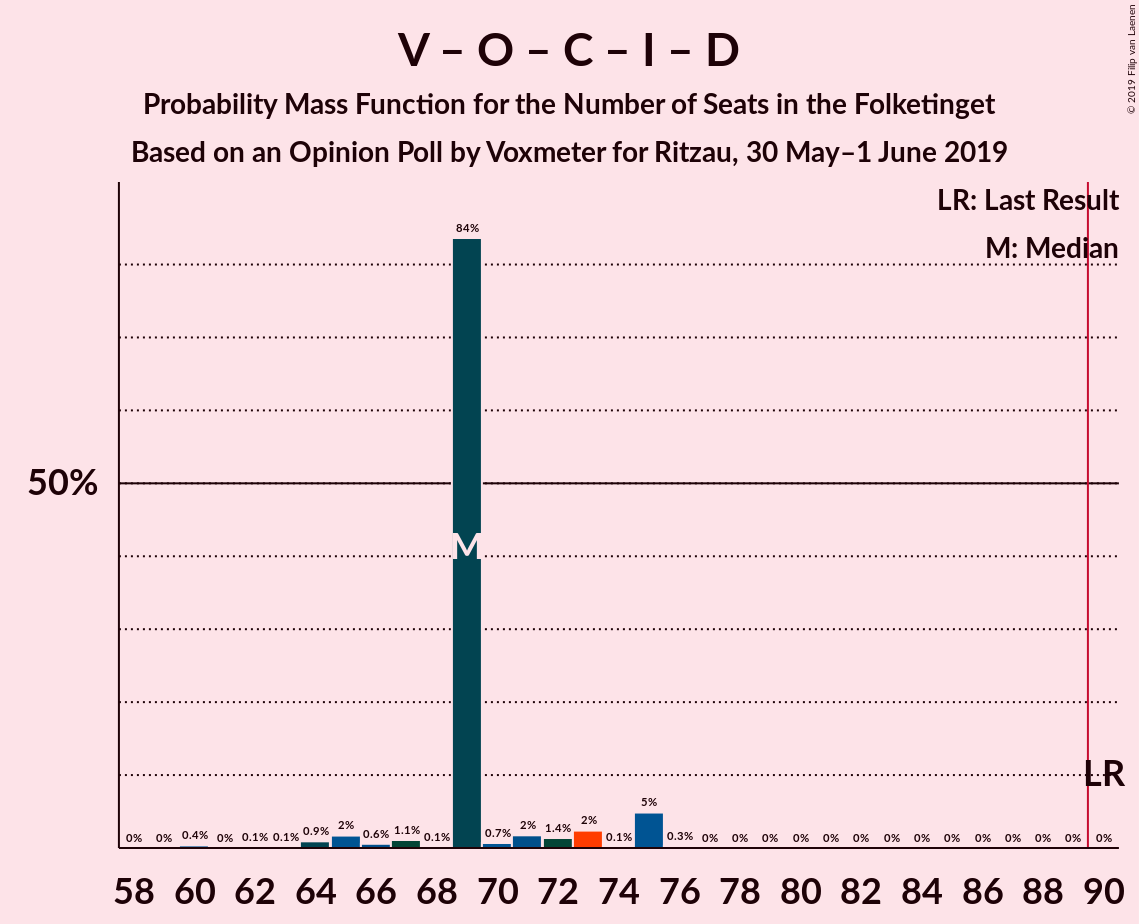 V – O – C – I – D
Probability Mass Function for the Number of Seats in the Folketinget
Based on an Opinion Poll by Voxmeter for Ritzau, 30 May–1 June 2019
© 2019 Filip van Laenen
LR: Last Result
M: Median
50%
84%
M
LR
0% 0% 0.4% 0% 0.1% 0.1% 0.9% 2% 0.6% 1.1% 0.1% 0.7% 2% 1.4% 2% 0.1% 5% 0.3% 0% 0% 0% 0% 0% 0% 0% 0% 0% 0% 0% 0% 0% 0%
58 60 62 64 66 68 70 72 74 76 78 80 82 84 86 88 90